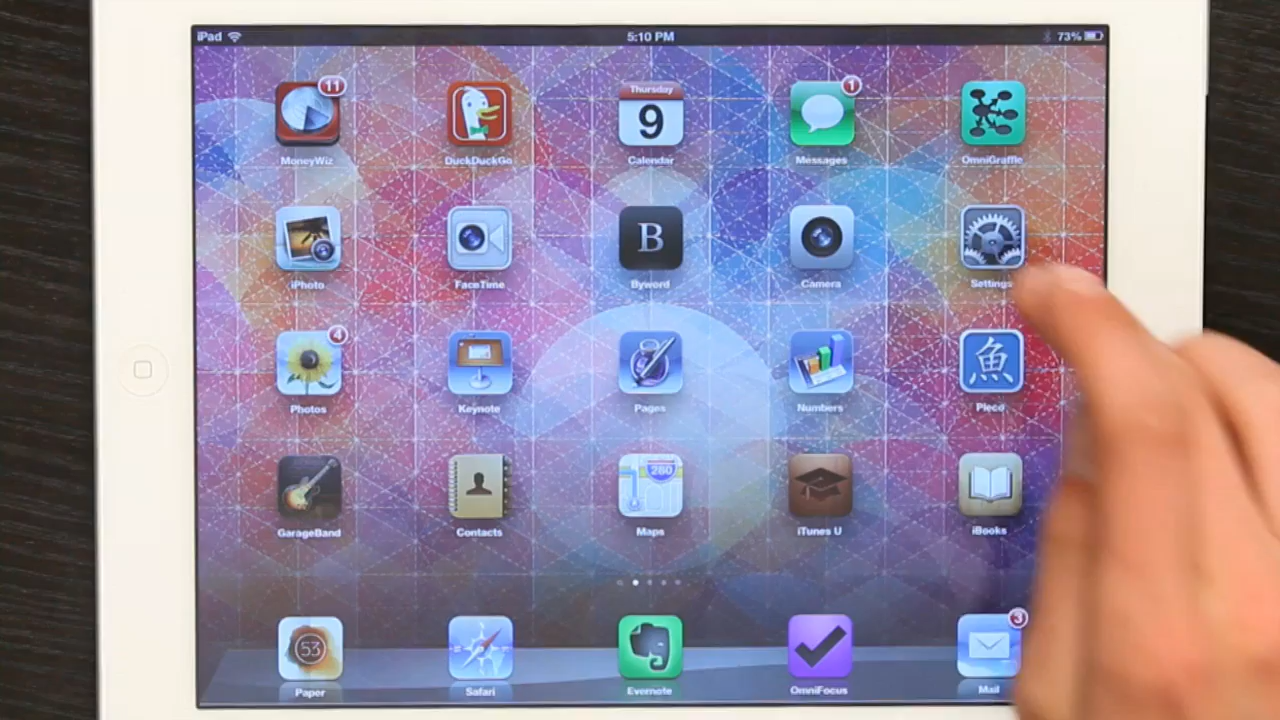 iPad 5:10 PM 73%
11 Thursday 1
9
MoneyWiz DuckDuckGo Calendar Messages OmniGraffle
B
iPhoto FaceTime Byword Camera Settings
4 魚
Photos Keynote Pages Numbers Pleco
280
GarageBand Contacts Maps iTunes U iBooks
3
53
Paper Safari Evernote OmniFocus Mail